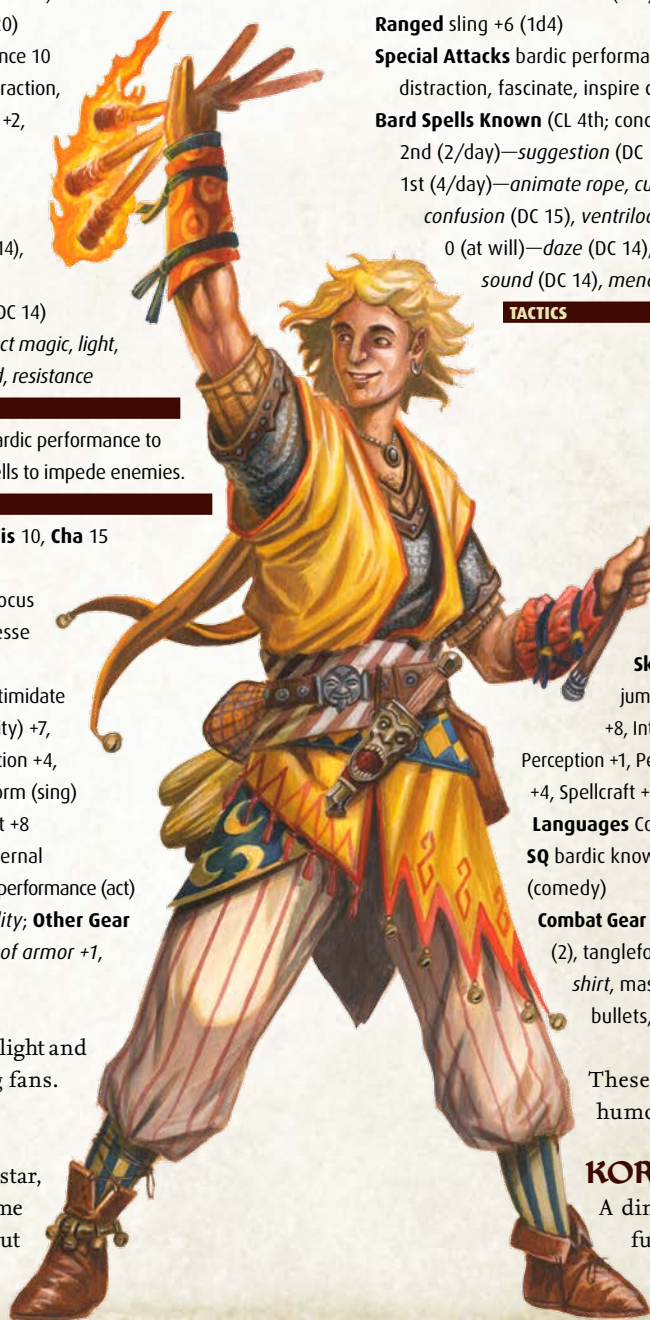 20)
nce 10
raction,
+2,
14),
DC 14)
ct magic, light,
d, resistance
ardic performance to
ells to impede enemies.
is 10, Cha 15
ocus
esse
timidate
ity) +7,
tion +4,
orm (sing)
t +8
ernal
performance (act)
lity; Other Gear
of armor +1,
light and
g fans.
star,
me
ut
Ranged sling +6 (1d4)
Special Attacks bardic performa
distraction, fascinate, inspire c
Bard Spells Known (CL 4th; conc
2nd (2/day)—suggestion (DC
1st (4/day)—animate rope, cu
confusion (DC 15), ventrilo
0 (at will)—daze (DC 14),
sound (DC 14), mend
TACTICS
Sk
jum
+8, Int
Perception +1, Pe
+4, Spellcraft +
Languages Co
SQ bardic know
(comedy)
Combat Gear
(2), tanglefo
shirt, mas
bullets,
These
humo
KOR
A din
fu